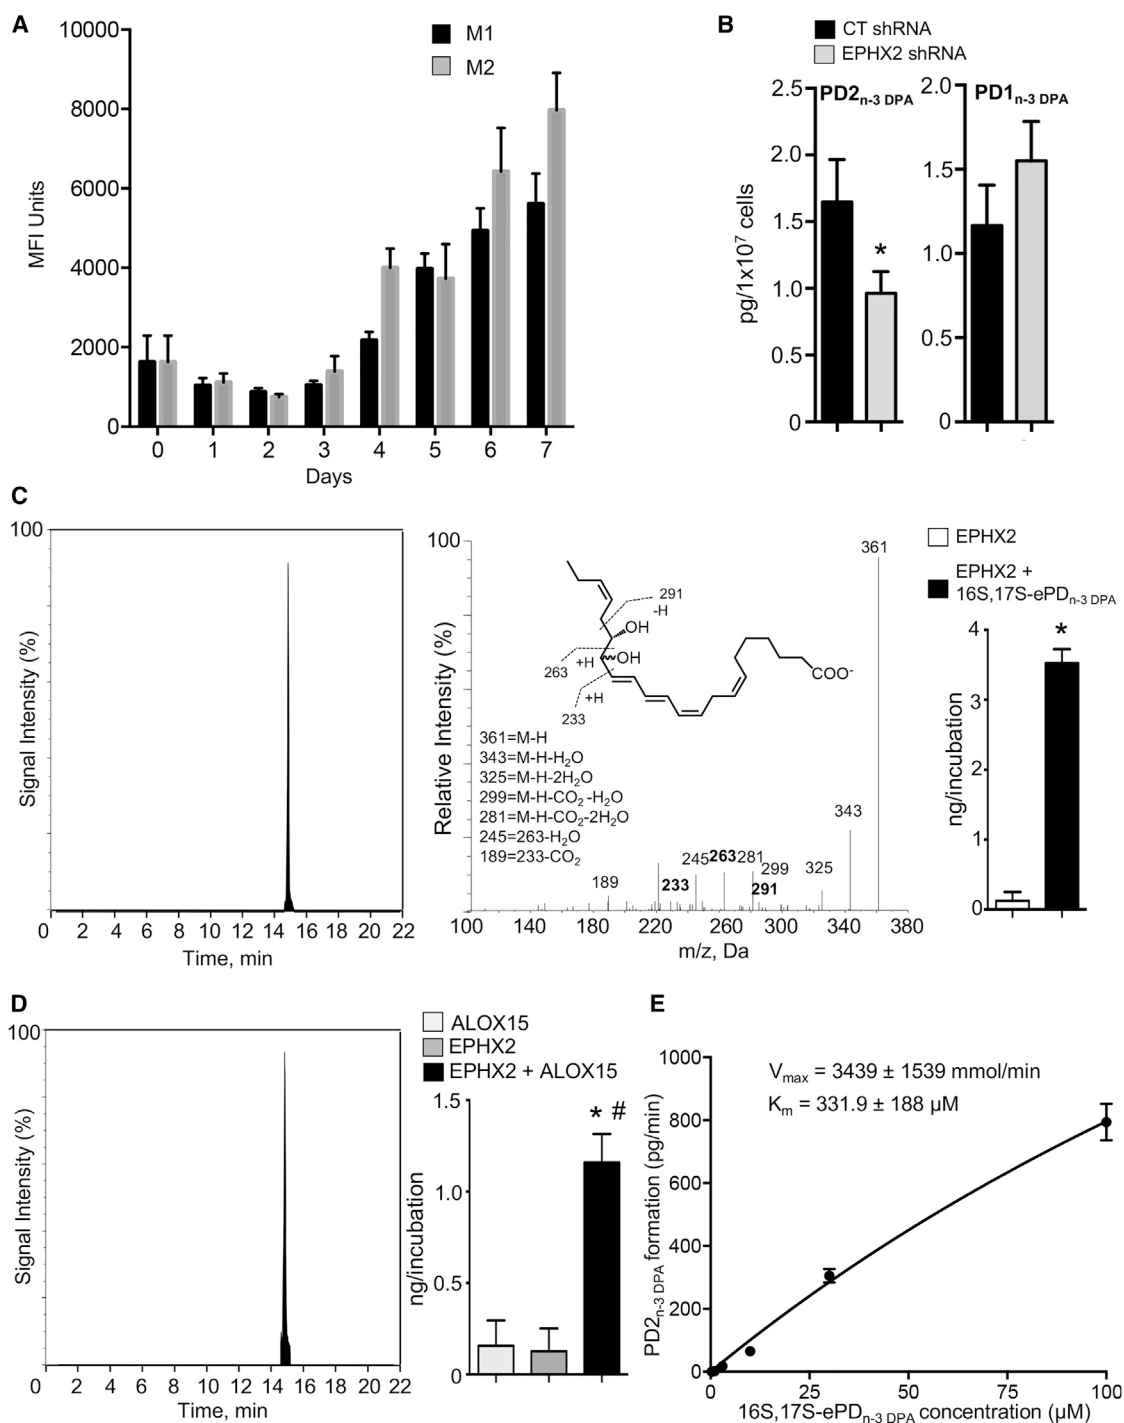 A
M1
M2
10000
8000
6000
4000
2000
0
MFI Units
0 1 2 3 4 5 6 7
Days
B
CT shRNA
EPHX2 shRNA
PD2n-3 DPA
2.5
2.0
1.5
1.0
0.5
0
pg/1x10⁷ cells
*
PD1n-3 DPA
2.0
1.5
1.0
0.5
0
C
100
Signal Intensity (%)
0 2 4 6 8 10 12 14 16 18 20 22
Time, min
100
Relative Intensity (%)
361
291
-H
OH
OH
263
+H
+H
233
COO-
361=M-H
343=M-H-H₂O
325=M-H-2H₂O
299=M-H-CO₂-H₂O
281=M-H-CO₂-2H₂O
245=263-H₂O
189=233-CO₂
343
189 233 245 263 281 291 299 325
100 140 180 220 260 300 340 380
m/z, Da
EPHX2
EPHX2 +
16S,17S-ePDn-3 DPA
4
3
2
1
0
ng/incubation
*
D
100
Signal Intensity (%)
0 2 4 6 8 10 12 14 16 18 20 22
Time, min
ALOX15
EPHX2
EPHX2 + ALOX15
1.5
1.0
0.5
0
ng/incubation
* #
E
1000
800
600
400
200
0
PD2n-3 DPA formation (pg/min)
Vmax = 3439 ± 1539 mmol/min
Km = 331.9 ± 188 µM
0 25 50 75 100
16S,17S-ePDn-3 DPA concentration (µM)